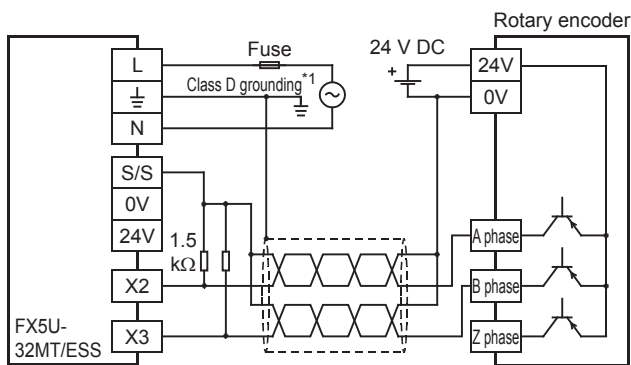 Rotary encoder
Fuse
24 V DC
L
Class D grounding*1
24V
+
0V
N
S/S
0V
24V
1.5
kΩ
A phase
X2
B phase
FX5U-
32MT/ESS
X3
Z phase